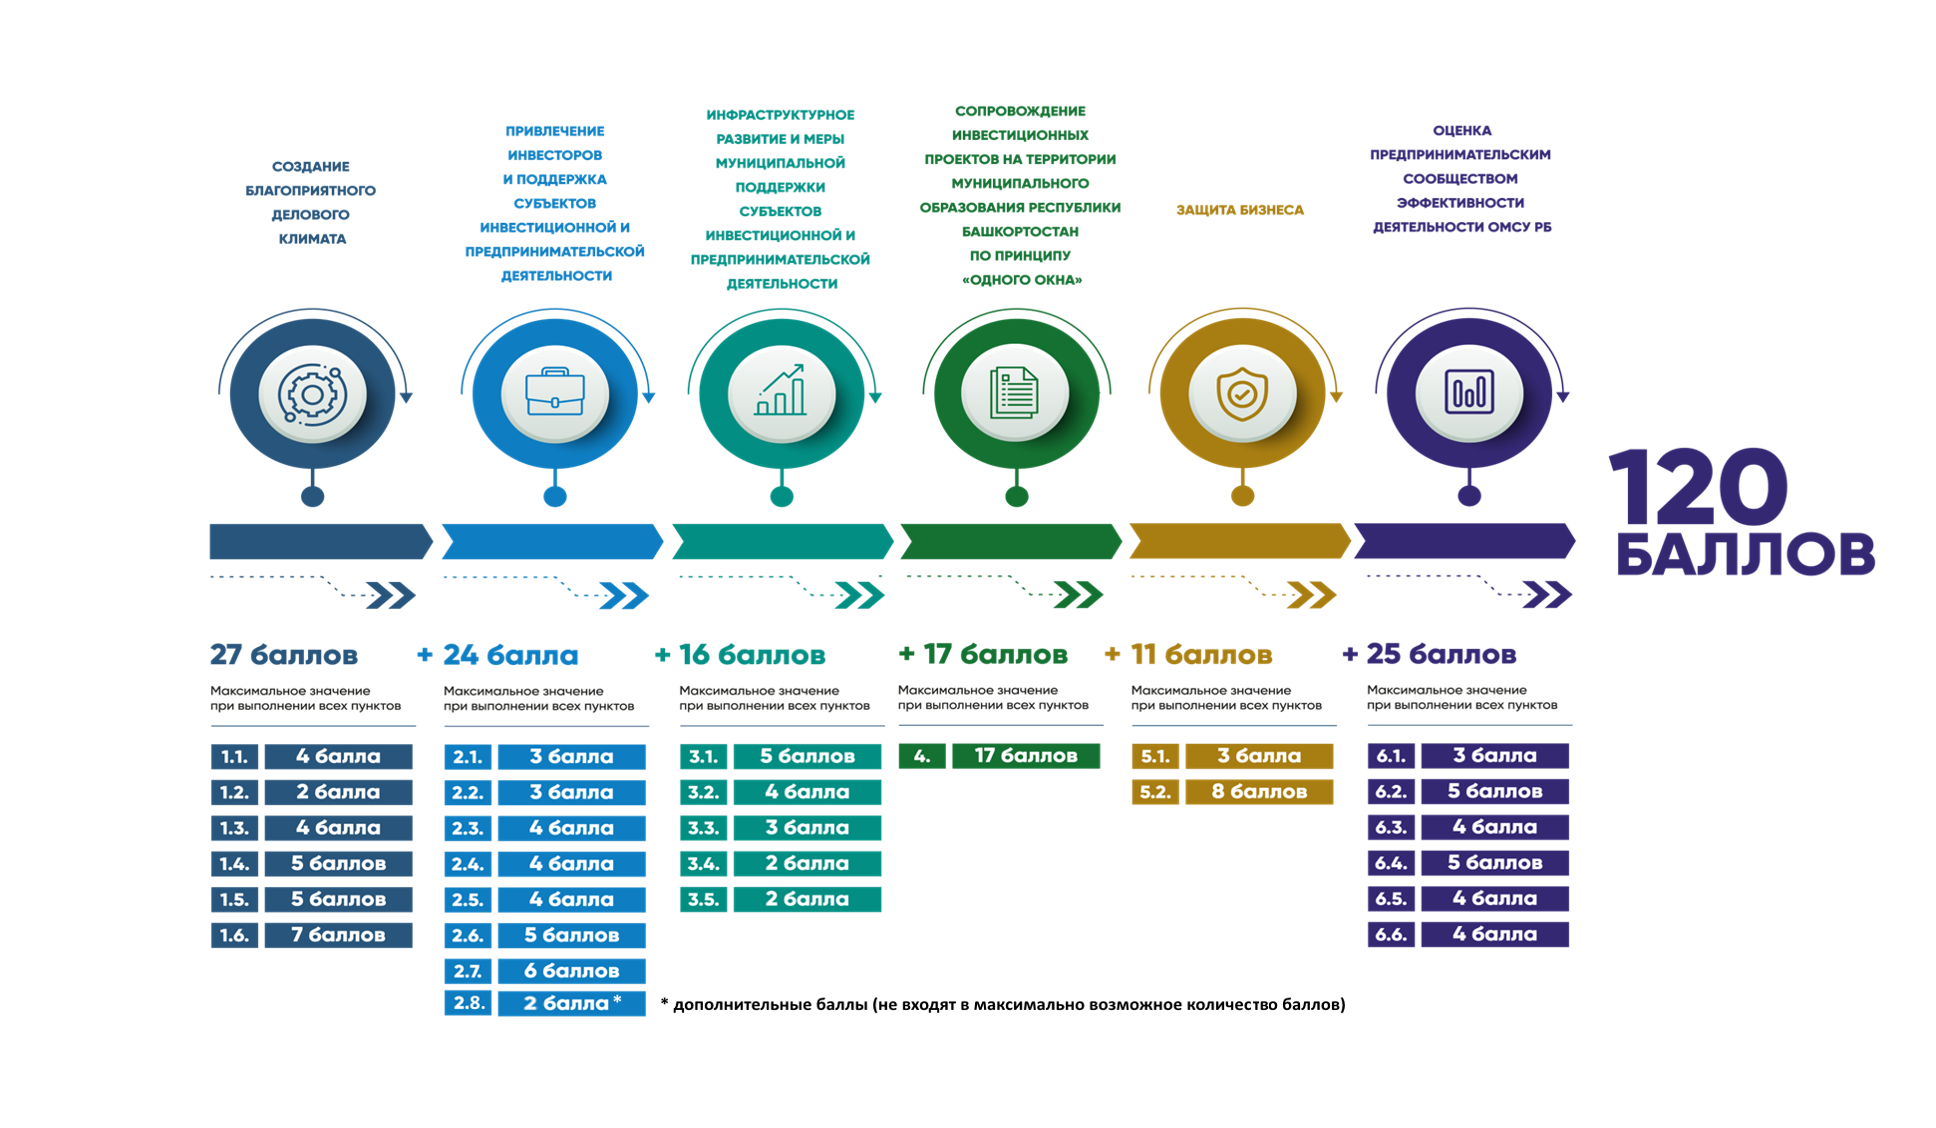 СОЗДАНИЕ
БЛАГОПРИЯТНОГО
ДЕЛОВОГО
КЛИМАТА
ПРИВЛЕЧЕНИЕ
ИНВЕСТОРОВ
И ПОДДЕРЖКА
СУБЪЕКТОВ
ИНВЕСТИЦИОННОЙ И
ПРЕДПРИНИМАТЕЛЬСКОЙ
ДЕЯТЕЛЬНОСТИ
ИНФРАСТРУКТУРНОЕ
РАЗВИТИЕ И МЕРЫ
МУНИЦИПАЛЬНОЙ
ПОДДЕРЖКИ
СУБЪЕКТОВ
ИНВЕСТИЦИОННОЙ И
ПРЕДПРИНИМАТЕЛЬСКОЙ
ДЕЯТЕЛЬНОСТИ
СОПРОВОЖДЕНИЕ
ИНВЕСТИЦИОННЫХ
ПРОЕКТОВ НА ТЕРРИТОРИИ
МУНИЦИПАЛЬНОГО
ОБРАЗОВАНИЯ РЕСПУБЛИКИ
БАШКОРТОСТАН
ПО ПРИНЦИПУ
«ОДНОГО ОКНА»
ЗАЩИТА БИЗНЕСА
ОЦЕНКА
ПРЕДПРИНИМАТЕЛЬСКИМ
СООБЩЕСТВОМ
ЭФФЕКТИВНОСТИ
ДЕЯТЕЛЬНОСТИ ОМСУ РБ
120
БАЛЛОВ
27 баллов
Максимальное значение
при выполнении всех пунктов
1.1. 4 балла
1.2. 2 балла
1.3. 4 балла
1.4. 5 баллов
1.5. 5 баллов
1.6. 7 баллов
+ 24 балла
Максимальное значение
при выполнении всех пунктов
2.1. 3 балла
2.2. 3 балла
2.3. 4 балла
2.4. 4 балла
2.5. 4 балла
2.6. 5 баллов
2.7. 6 баллов
2.8. 2 балла*
+ 16 баллов
Максимальное значение
при выполнении всех пунктов
3.1. 5 баллов
3.2. 4 балла
3.3. 3 балла
3.4. 2 балла
3.5. 2 балла
+ 17 баллов
Максимальное значение
при выполнении всех пунктов
4. 17 баллов
+ 11 баллов
Максимальное значение
при выполнении всех пунктов
5.1. 3 балла
5.2. 8 баллов
+ 25 баллов
Максимальное значение
при выполнении всех пунктов
6.1. 3 балла
6.2. 5 баллов
6.3. 4 балла
6.4. 5 баллов
6.5. 4 балла
6.6. 4 балла
* дополнительные баллы (не входят в максимально возможное количество баллов)